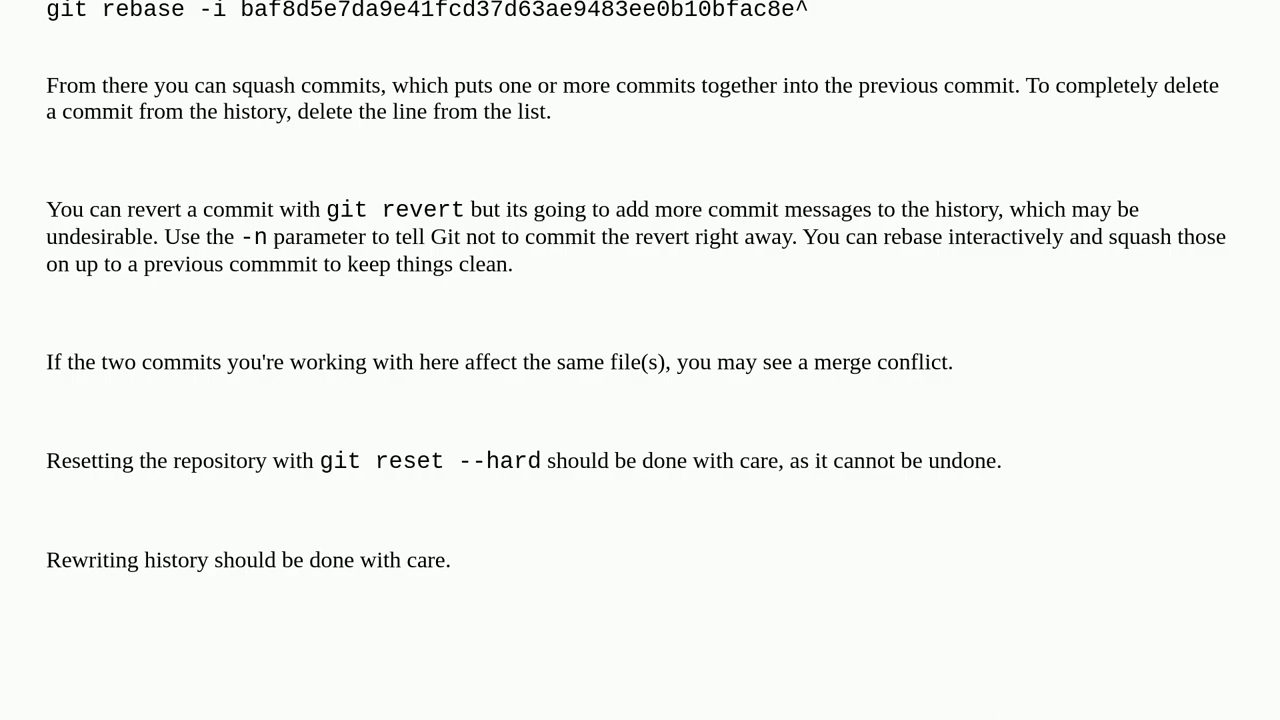 git rebase -i baf8d5e7da9e41fcd37d63ae9483ee0b10bfac8e^
From there you can squash commits, which puts one or more commits together into the previous commit. To completely delete
a commit from the history, delete the line from the list.
You can revert a commit with git revert but its going to add more commit messages to the history, which may be
undesirable. Use the -n parameter to tell Git not to commit the revert right away. You can rebase interactively and squash those
on up to a previous commmit to keep things clean.
If the two commits you're working with here affect the same file(s), you may see a merge conflict.
Resetting the repository with git reset --hard should be done with care, as it cannot be undone.
Rewriting history should be done with care.